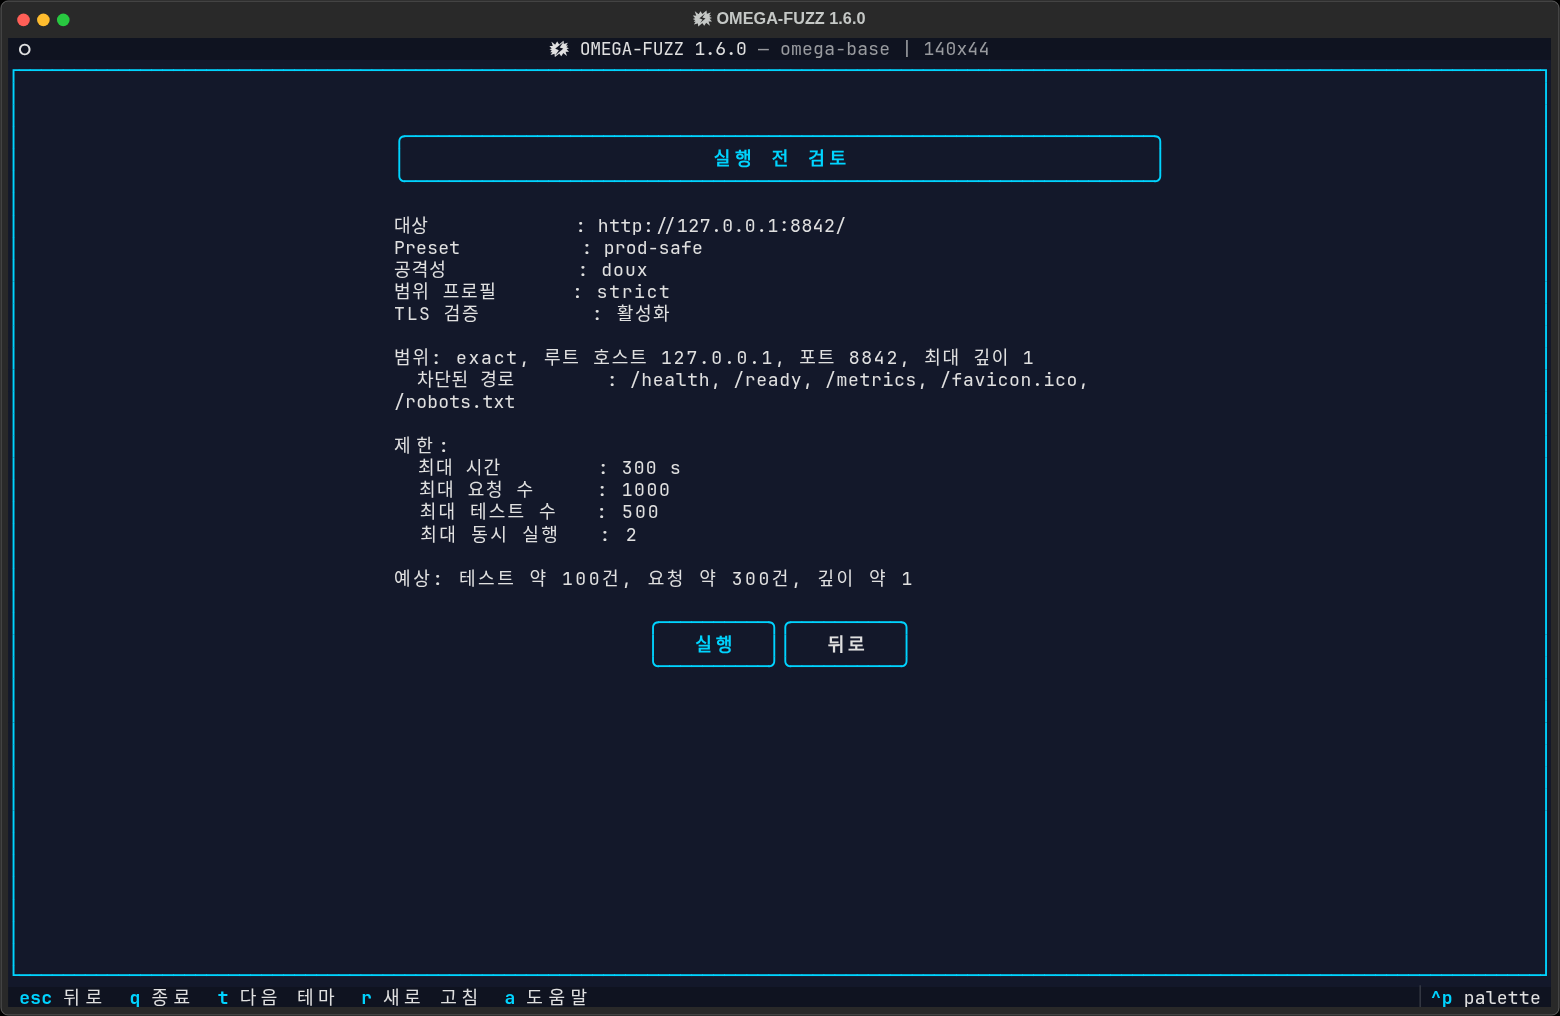 OMEGA-FUZZ 1.6.0
OMEGA-FUZZ 1.6.0 — omega-base | 140x44
실행 전 검토
대상 : http://127.0.0.1:8842/
Preset : prod-safe
공격성 : doux
범위 프로필 : strict
TLS 검증 : 활성화
범위: exact, 루트 호스트 127.0.0.1, 포트 8842, 최대 깊이 1
차단된 경로 : /health, /ready, /metrics, /favicon.ico,
/robots.txt
제한:
최대 시간 : 300 s
최대 요청 수 : 1000
최대 테스트 수 : 500
최대 동시 실행 : 2
예상: 테스트 약 100건, 요청 약 300건, 깊이 약 1
실행 뒤로
esc 뒤로 q 종료 t 다음 테마 r 새로 고침 a 도움말 ^p palette